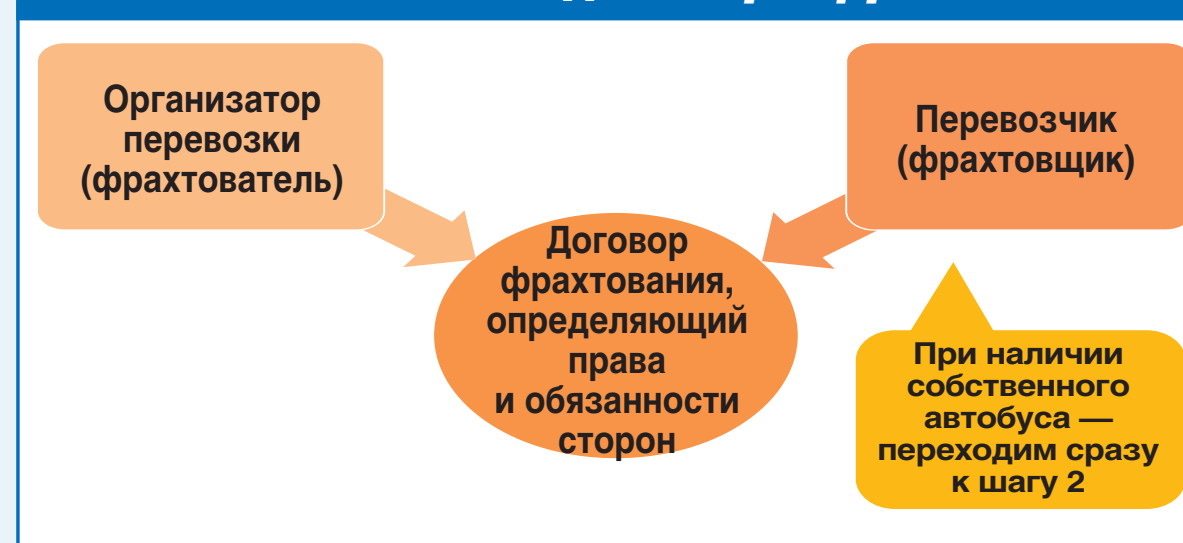 Организатор
перевозки
(фрахтователь)
Перевозчик
(фрахтовщик)
Договор
фрахтования,
определяющий
права
и обязанности
сторон
При наличии
собственного
автобуса —
переходим сразу
к шагу 2